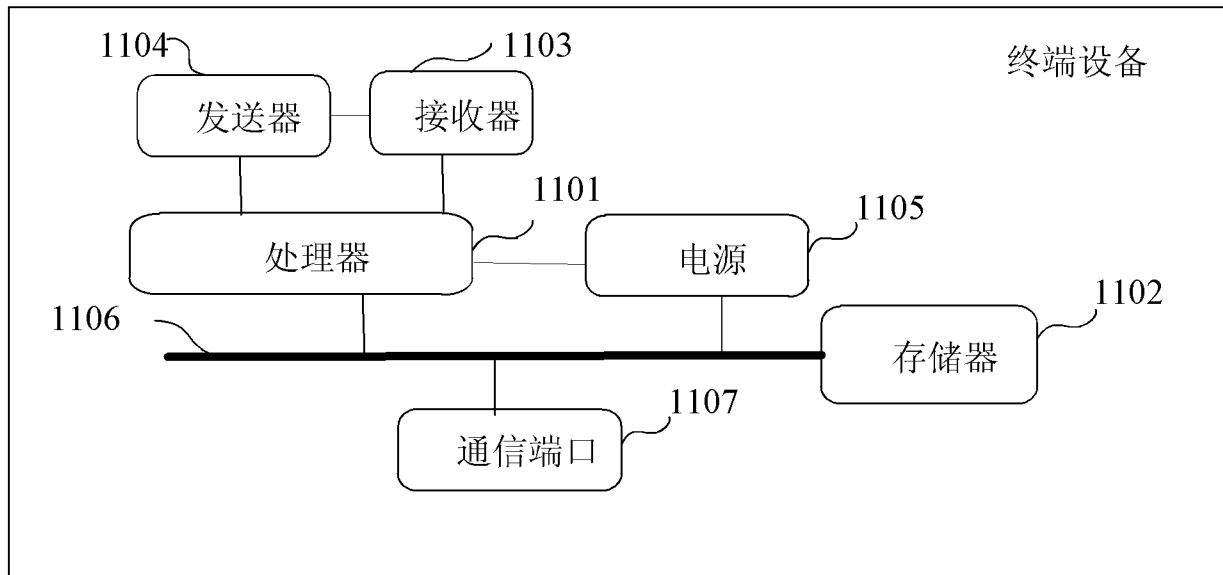 1104
1103
终端设备
发送器
接收器
1101
1105
处理器
电源
1102
1106
存储器
1107
通信端口